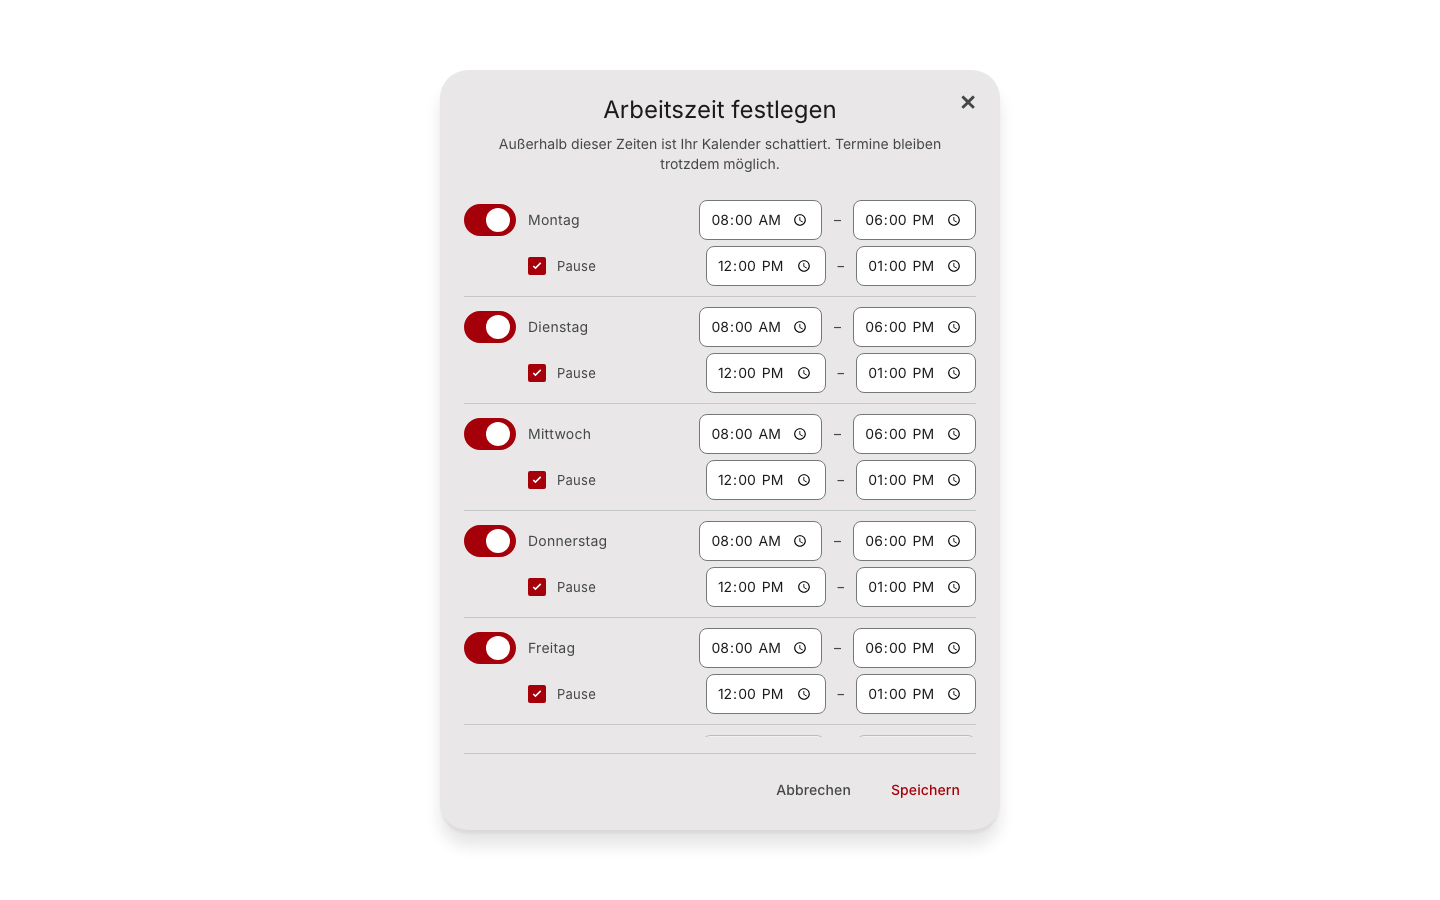 Arbeitszeit festlegen
Außerhalb dieser Zeiten ist Ihr Kalender schattiert. Termine bleiben
trotzdem möglich.
Montag 08:00 AM – 06:00 PM
Pause 12:00 PM – 01:00 PM
Dienstag 08:00 AM – 06:00 PM
Pause 12:00 PM – 01:00 PM
Mittwoch 08:00 AM – 06:00 PM
Pause 12:00 PM – 01:00 PM
Donnerstag 08:00 AM – 06:00 PM
Pause 12:00 PM – 01:00 PM
Freitag 08:00 AM – 06:00 PM
Pause 12:00 PM – 01:00 PM
Abbrechen Speichern